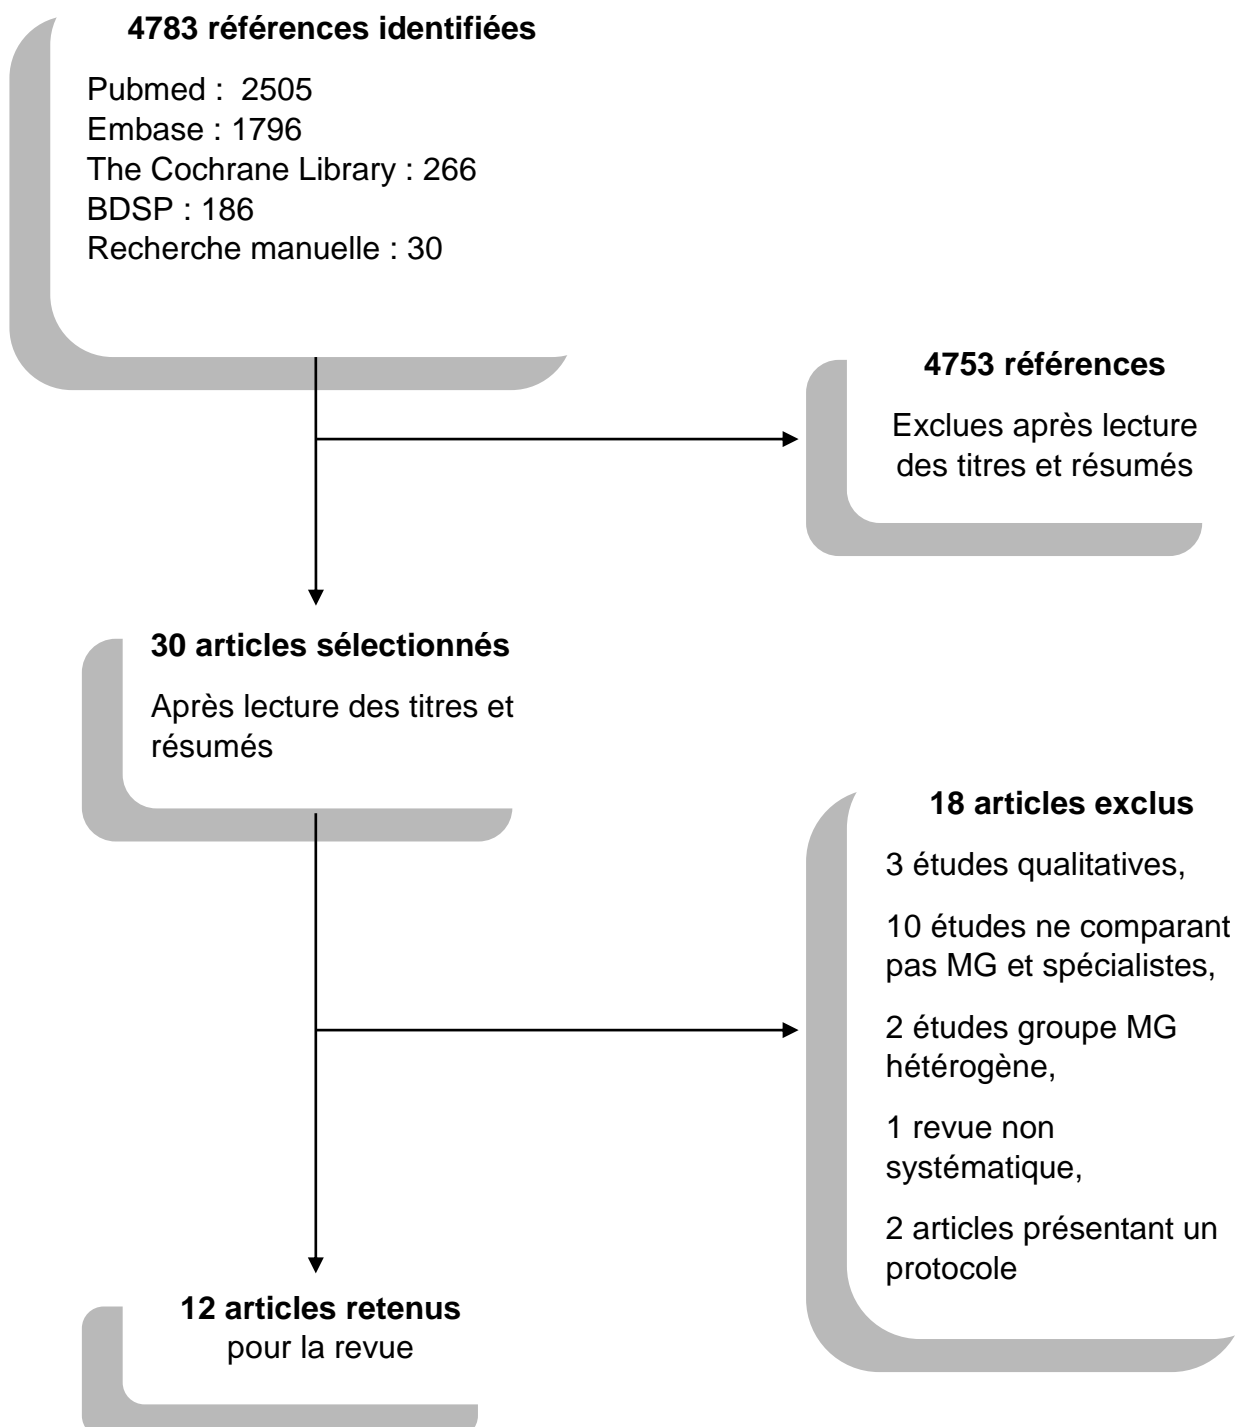 4783 références identifiées
Pubmed :  2505
Embase : 1796
The Cochrane Library : 266
BDSP : 186
Recherche manuelle : 30
4753 références
Exclues après lecture
des titres et résumés
30 articles sélectionnés
Après lecture des titres et
résumés
18 articles exclus
3 études qualitatives,
10 études ne comparant
pas MG et spécialistes,
2 études groupe MG
hétérogène,
1 revue non
systématique,
2 articles présentant un
protocole
12 articles retenus
pour la revue